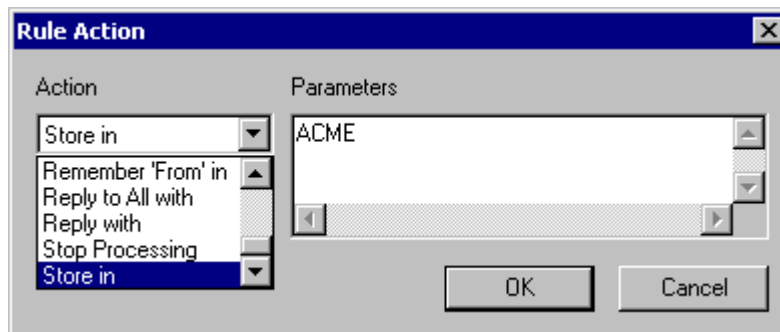 Rule Action
Action
Parameters
Store in
ACME
Remember 'From' in
Reply to All with
Reply with
Stop Processing
Store in
OK
Cancel